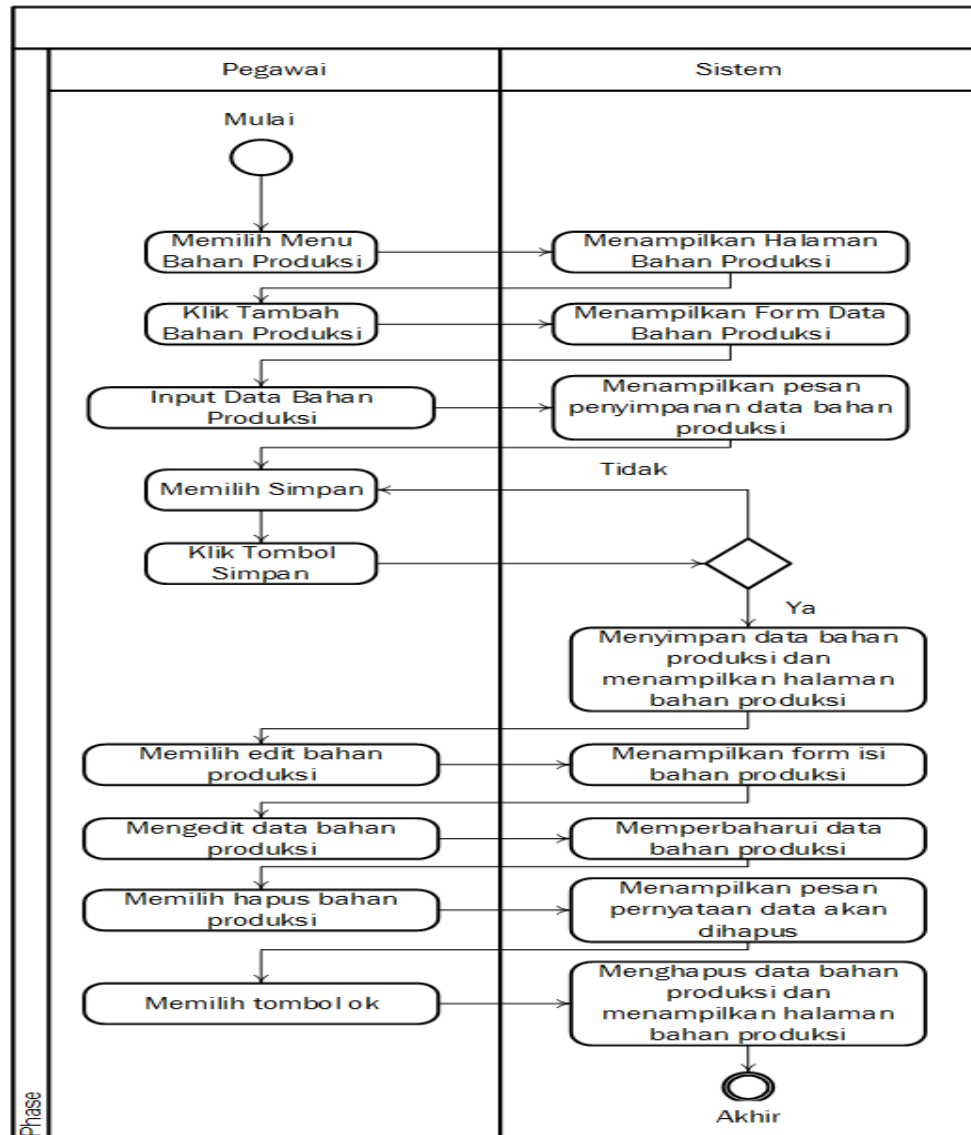 Pegawai
Sistem
Mulai
Memilih Menu
Bahan Produksi
Menampilkan Halaman
Bahan Produksi
Klik Tambah
Bahan Produksi
Menampilkan Form Data
Bahan Produksi
Input Data Bahan
Produksi
Menampilkan pesan
penyimpanan data bahan
produksi
Memilih Simpan
Tidak
Klik Tombol
Simpan
Ya
Menyimpan data bahan
produksi dan
menampilkan halaman
bahan produksi
Memilih edit bahan
produksi
Menampilkan form isi
bahan produksi
Mengedit data bahan
produksi
Memperbaharui data
bahan produksi
Memilih hapus bahan
produksi
Menampilkan pesan
pernyataan data akan
dihapus
Memilih tombol ok
Menghapus data bahan
produksi dan
menampilkan halaman
bahan produksi
Akhir
Phase